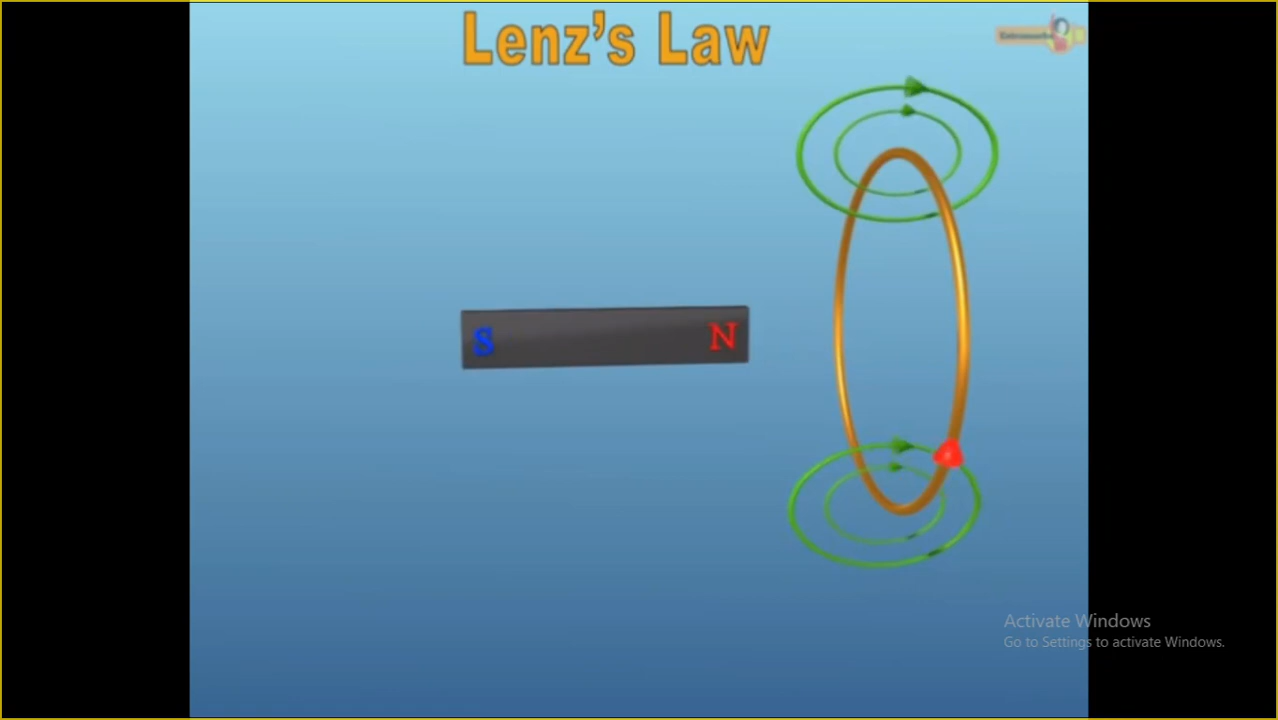 Lenz's Law
S
N
Activate Windows
Go to Settings to activate Windows.